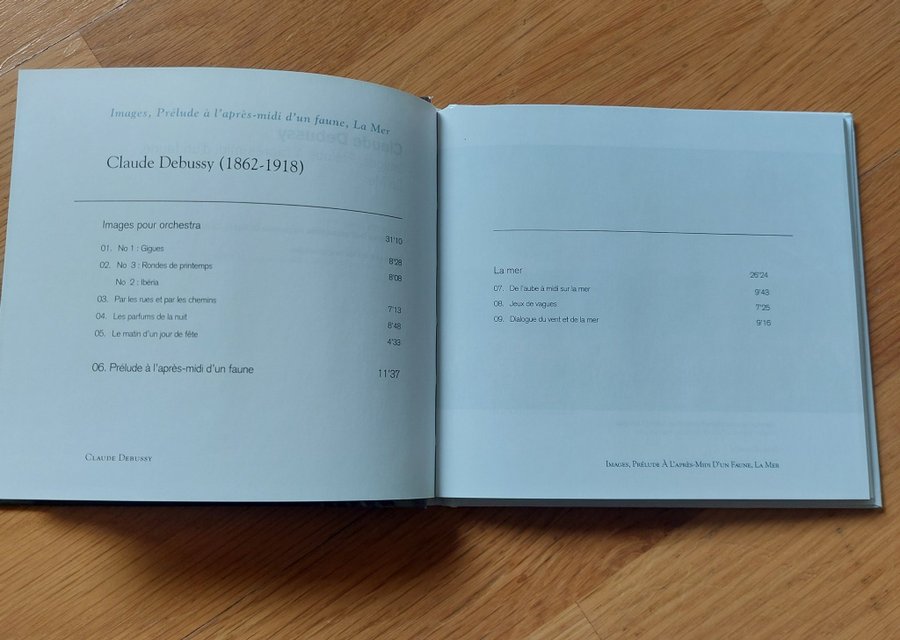 Images, Prélude à l'après-midi d'un faune, La Mer
Claude Debussy (1862-1918)
Images pour orchestra 31'10
01. No 1 : Gigues 8'28
02. No 3 : Rondes de printemps 8'08
No 2 : Ibéria
03. Par les rues et par les chemins 7'13
04. Les parfums de la nuit 8'48
05. Le matin d'un jour de fête 4'33
06. Prélude à l'après-midi d'un faune 11'37
Claude Debussy
La mer 26'24
07. De l'aube à midi sur la mer 9'43
08. Jeux de vagues 7'25
09. Dialogue du vent et de la mer 9'16
Images, Prélude À L'après-Midi D'un Faune, La Mer